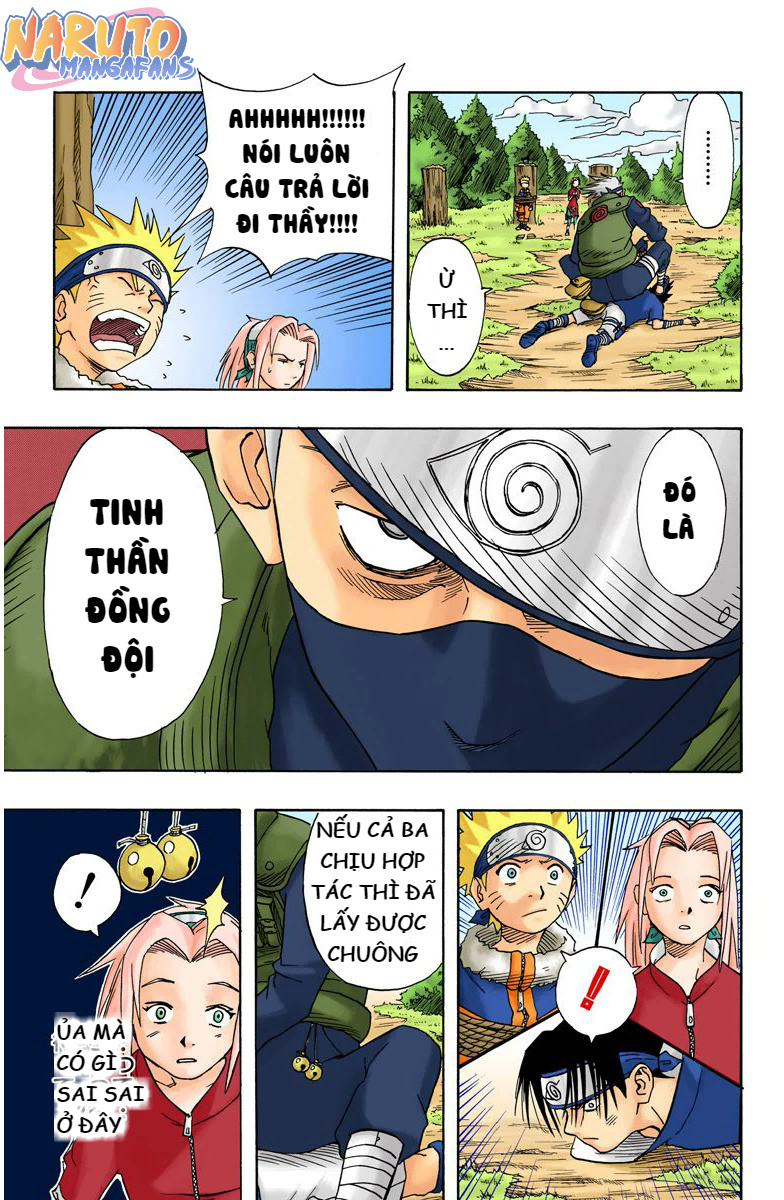 NARUTO
MANGAFANS
.........
Ừ
THÌ
...
AHHHHH!!!!!!
NÓI LUÔN
CÂU TRẢ LỜI
ĐI THẦY!!!!
ĐÓ
LÀ
TINH
THẦN
ĐỒNG
ĐỘI
!
NẾU CẢ BA
CHỊU HỢP
TÁC THÌ ĐÃ
LẤY ĐƯỢC
CHUÔNG
!
ỦA MÀ
CÓ GÌ
SAI SAI
Ở ĐÂY